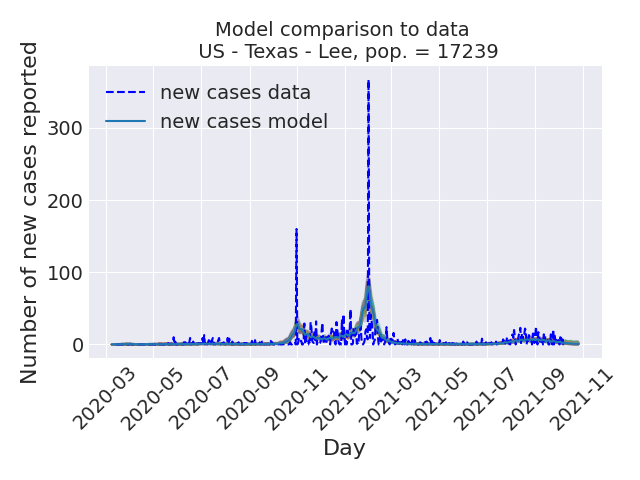 Model comparison to data
US - Texas - Lee, pop. = 17239
Number of new cases reported
new cases data
new cases model
300
200
100
0
2020-03
2020-05
2020-07
2020-09
2020-11
2021-01
2021-03
2021-05
2021-07
2021-09
2021-11
Day